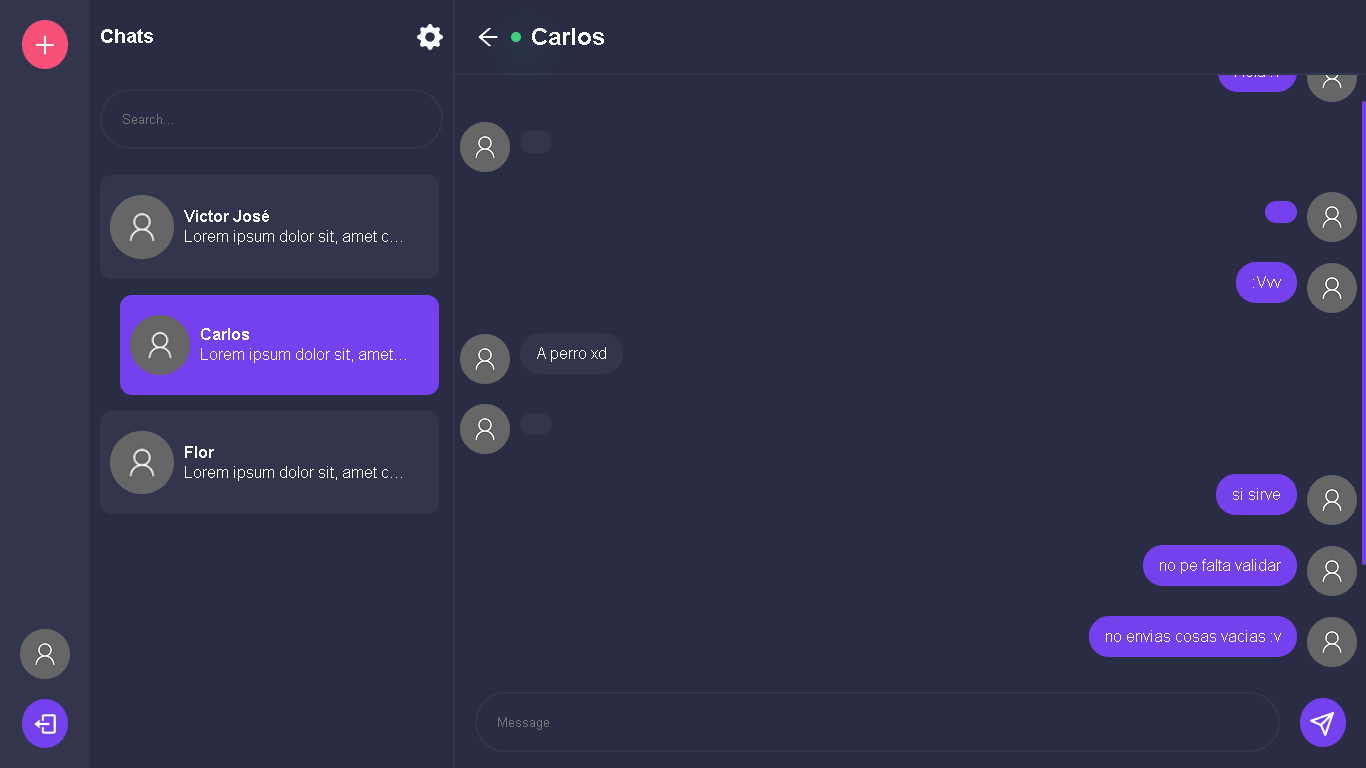 Chats
Search...
Victor José
Lorem ipsum dolor sit, amet c...
Carlos
Lorem ipsum dolor sit, amet...
Flor
Lorem ipsum dolor sit, amet c...
Carlos
:Vvv
A perro xd
si sirve
no pe falta validar
no envias cosas vacias :v
Message